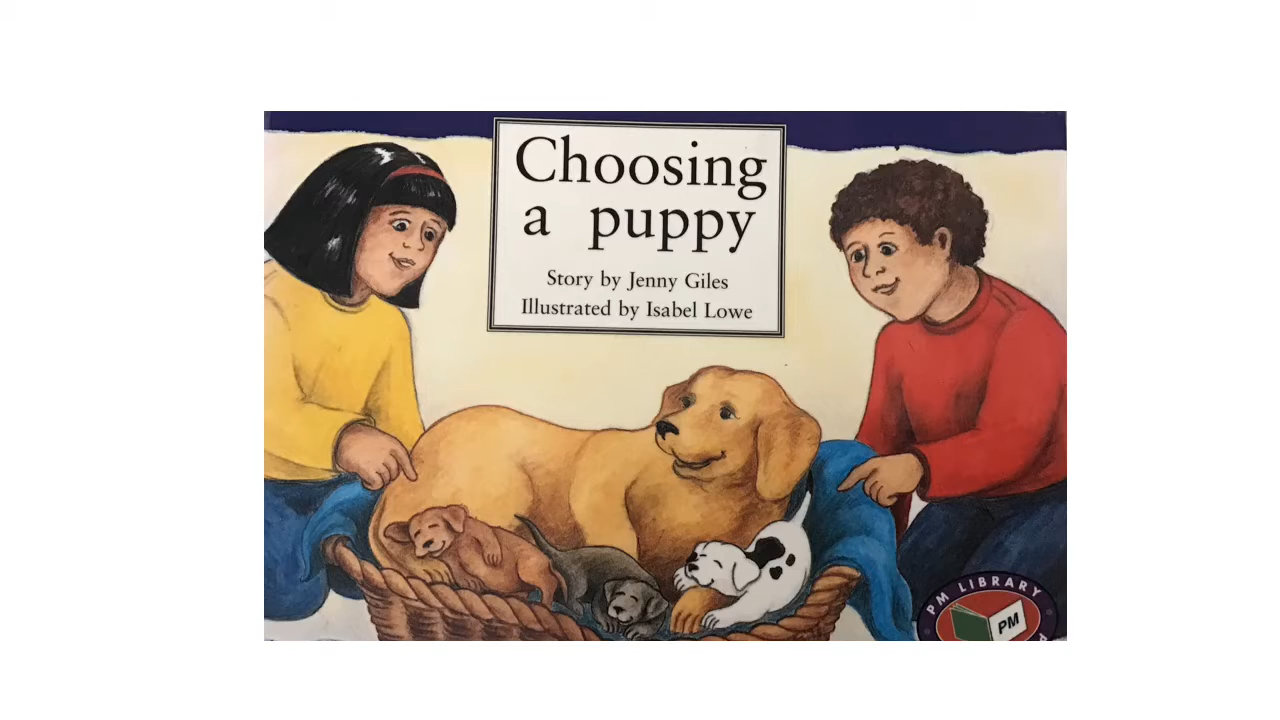 Choosing
a puppy
Story by Jenny Giles
Illustrated by Isabel Lowe
PM LIBRARY
PM